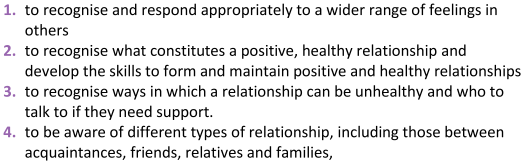 1. to recognise and respond appropriately to a wider range of feelings in
others
2. to recognise what constitutes a positive, healthy relationship and
develop the skills to form and maintain positive and healthy relationships
3. to recognise ways in which a relationship can be unhealthy and who to
talk to if they need support.
4. to be aware of different types of relationship, including those between
acquaintances, friends, relatives and families,